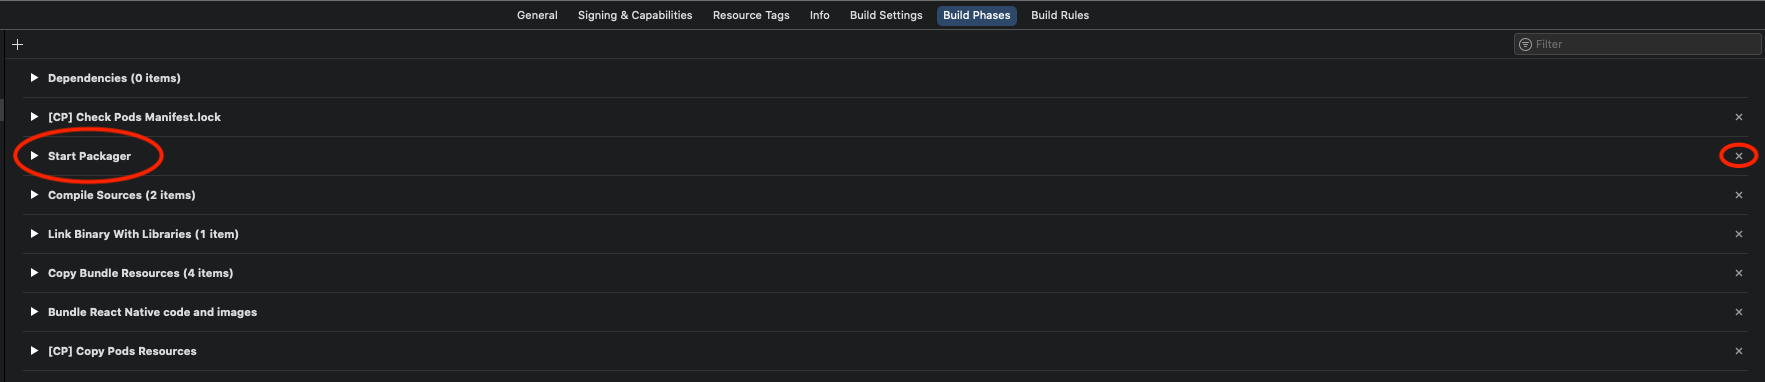 General Signing & Capabilities Resource Tags Info Build Settings Build Phases Build Rules
Filter
Dependencies (0 items)
[CP] Check Pods Manifest.lock
Start Packager
Compile Sources (2 items)
Link Binary With Libraries (1 item)
Copy Bundle Resources (4 items)
Bundle React Native code and images
[CP] Copy Pods Resources